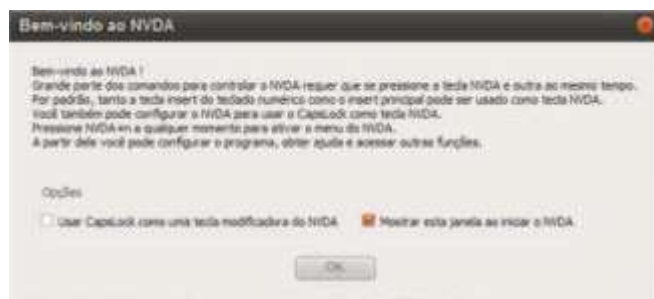 Bem-vindo ao NVDA
Bem-vindo ao NVDA !
Grande parte dos comandos para controlar o NVDA requer que se pressione a tecla NVDA e outra ao mesmo tempo.
Por padrão, tanto a tecla insert do teclado numérico como o insert principal pode ser usado como tecla NVDA.
Você também pode configurar o NVDA para usar o CapsLock como tecla NVDA.
Pressione NVDA+n a qualquer momento para ativar o menu do NVDA.
A partir dele você pode configurar o programa, obter ajuda e acessar outras funções.
Opções
Usar CapsLock como uma tecla modificadora do NVDA Mostrar esta janela ao iniciar o NVDA
OK